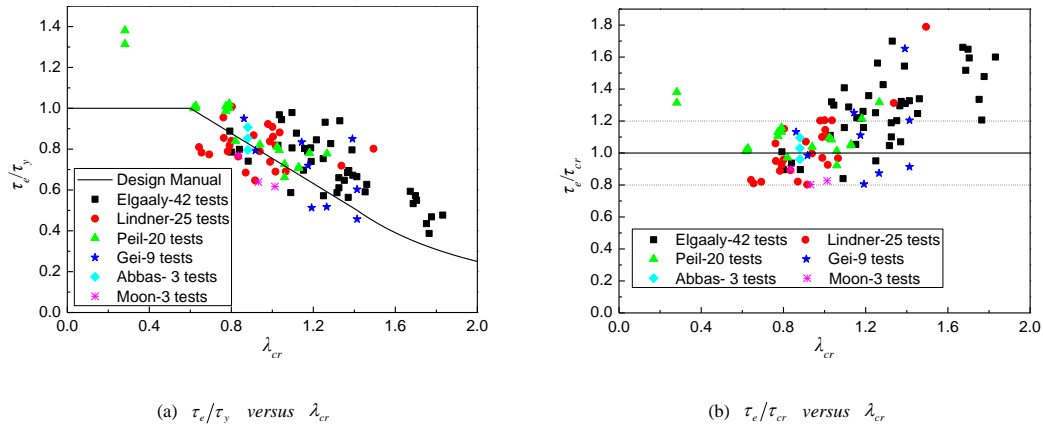 (a)
1.4
1.2
1.0
0.8
0.6
0.4
0.2
0.0
τe/τy
Design Manual
Elgaaly-42 tests
Lindner-25 tests
Peil-20 tests
Gei-9 tests
Abbas- 3 tests
Moon-3 tests
0.0 0.4 0.8 1.2 1.6 2.0
λcr
(b)
1.8
1.6
1.4
1.2
1.0
0.8
0.6
0.4
0.2
0.0
τe/τcr
Elgaaly-42 tests Lindner-25 tests
Peil-20 tests Gei-9 tests
Abbas- 3 tests Moon-3 tests
0.0 0.4 0.8 1.2 1.6 2.0
λcr
(a) τe/τy versus λcr
(b) τe/τcr versus λcr